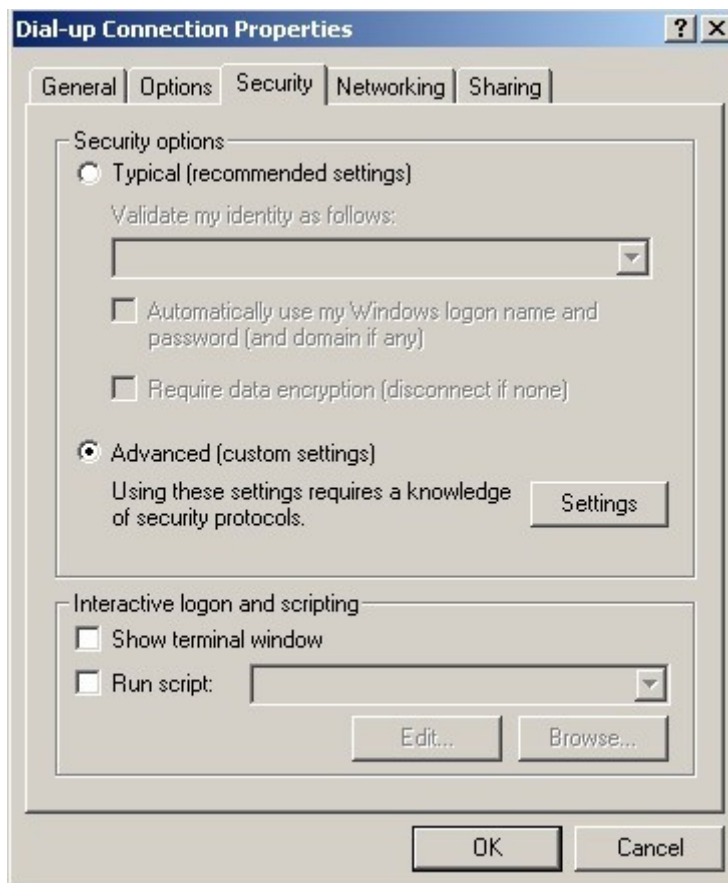 Dial-up Connection Properties
General Options Security Networking Sharing
Security options
Typical (recommended settings)
Validate my identity as follows:
Automatically use my Windows logon name and
password (and domain if any)
Require data encryption (disconnect if none)
Advanced (custom settings)
Using these settings requires a knowledge
of security protocols.
Settings
Interactive logon and scripting
Show terminal window
Run script:
Edit... Browse...
OK Cancel